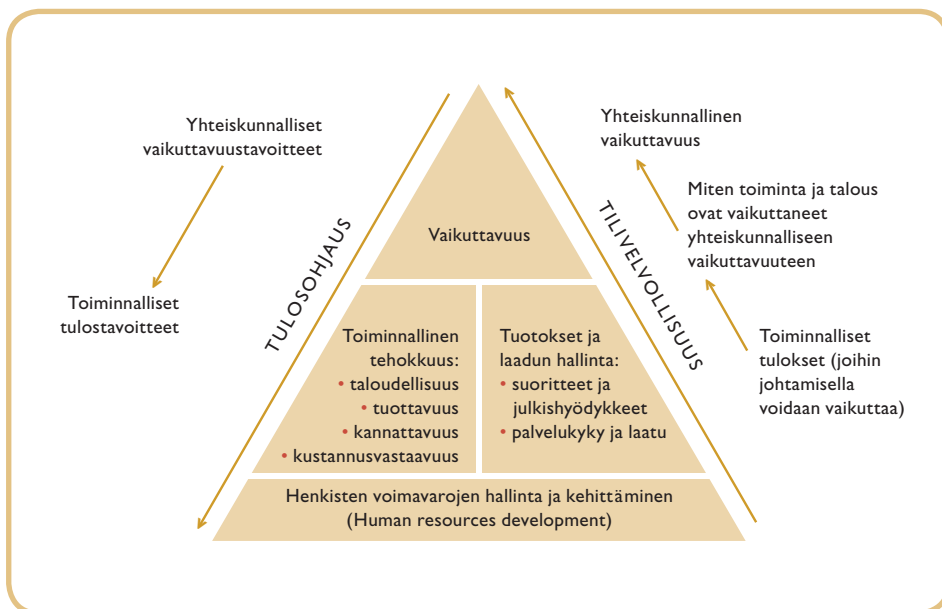 Yhteiskunnalliset
vaikuttavuustavoitteet
Toiminnalliset
tulostavoitteet
TULOSOHJAUS
Vaikuttavuus
Toiminnallinen
tehokkuus:
• taloudellisuus
• tuottavuus
• kannattavuus
• kustannusvastaavuus
Tuotokset ja
laadun hallinta:
• suoritteet ja
julkishyödykkeet
• palvelukyky ja laatu
Henkisten voimavarojen hallinta ja kehittäminen
(Human resources development)
TILIVELVOLLISUUS
Yhteiskunnallinen
vaikuttavuus
Miten toiminta ja talous
ovat vaikuttaneet
yhteiskunnalliseen
vaikuttavuuteen
Toiminnalliset
tulokset (joihin
johtamisella
voidaan vaikuttaa)